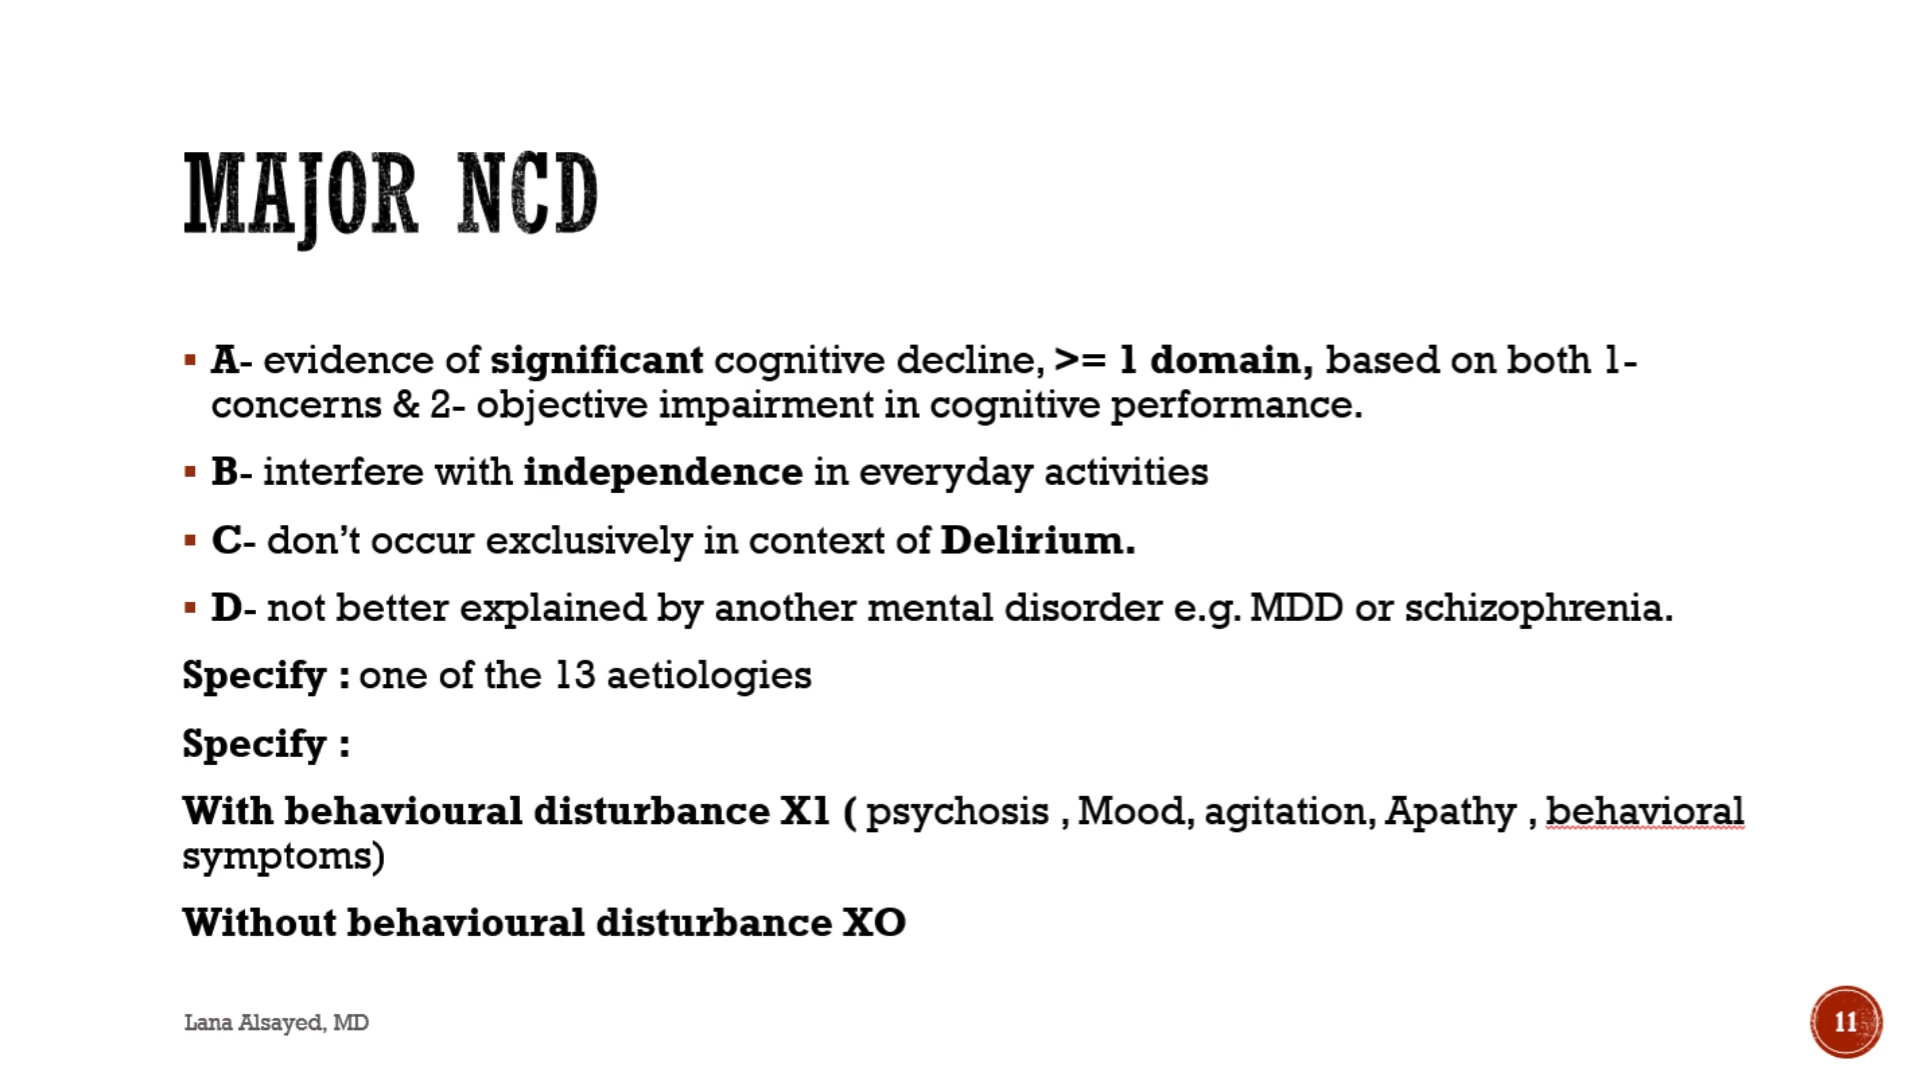 MAJOR NCD
▪ A- evidence of significant cognitive decline, >= 1 domain, based on both 1-
concerns & 2- objective impairment in cognitive performance.
▪ B- interfere with independence in everyday activities
▪ C- don’t occur exclusively in context of Delirium.
▪ D- not better explained by another mental disorder e.g. MDD or schizophrenia.
Specify : one of the 13 aetiologies
Specify :
With behavioural disturbance X1 ( psychosis , Mood, agitation, Apathy , behavioral
symptoms)
Without behavioural disturbance XO
Lana Alsayed, MD
11